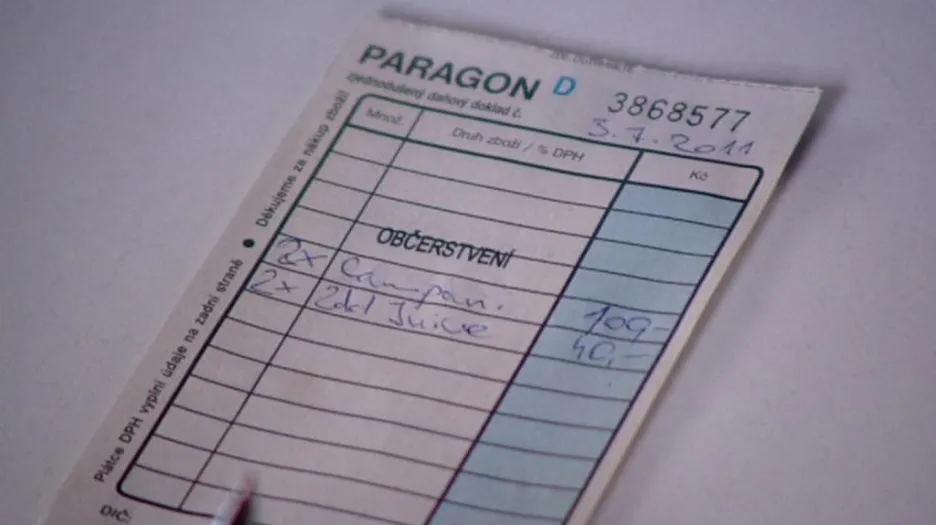 PARAGON D
3868577
zjednodušený daňový doklad č.
3.7.2011
Množ. Druh zboží / % DPH Kč
OBČERSTVENÍ
2x Campari 109-
2x 2dcl Juice 40,-
Plátce DPH vyplní údaje na zadní straně ● Děkujeme za nákup zboží!
DIČ: